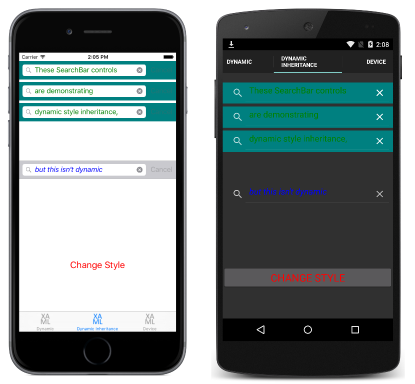 Carrier
2:05 PM
These SearchBar controls
are demonstrating
dynamic style inheritance,
but this isn't dynamic
Cancel
Change Style
XA
ML
Dynamic
XA
ML
Dynamic Inheritance
XA
ML
Device
2:08
DYNAMIC
DYNAMIC
INHERITANCE
DEVICE
These SearchBar controls
are demonstrating
dynamic style inheritance,
but this isn't dynamic
CHANGE STYLE